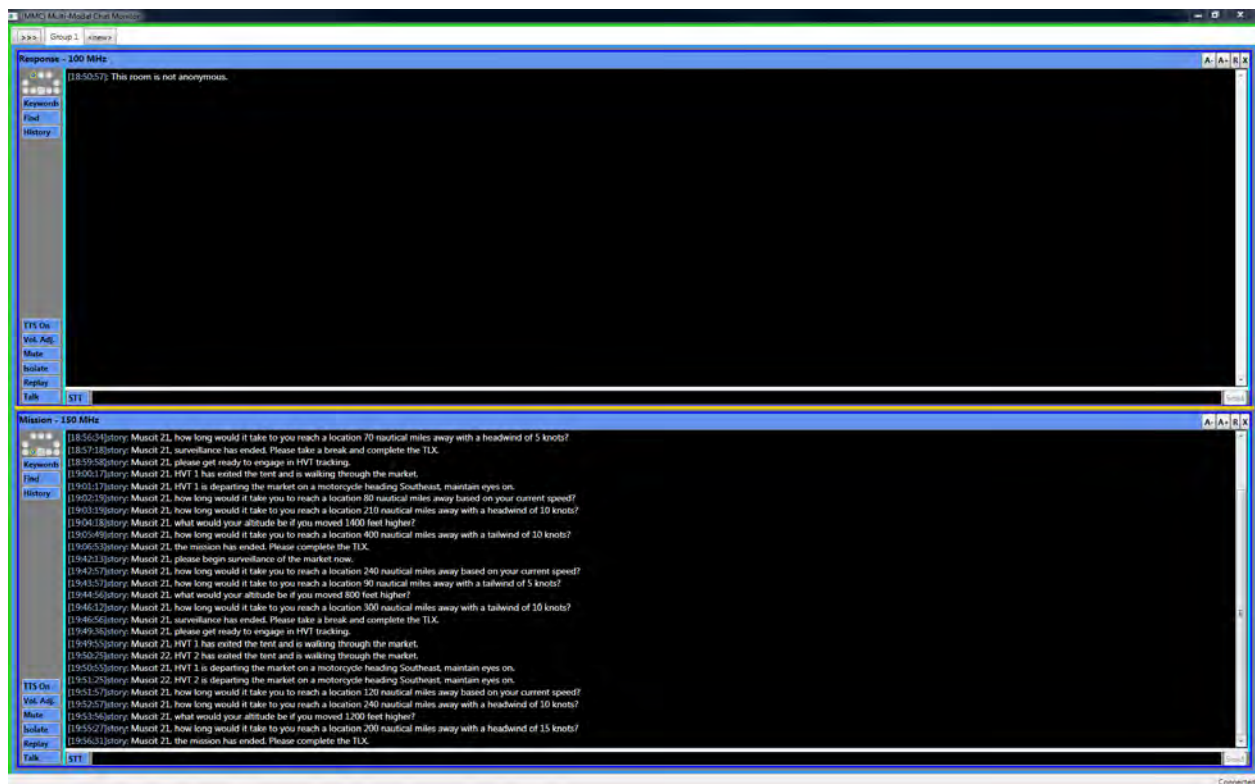 MMC) Multi-Modal Chat Monitor
>>> Group 1 <new>
Response - 100 MHz A- A+ R X
[18:50:57]: This room is not anonymous.
Keywords
Find
History
TTS On
Vol. Adj.
Mute
Isolate
Replay
Talk STT Send
Mission - 150 MHz A- A+ R X
[18:56:34]story: Muscit 21, how long would it take to you reach a location 70 nautical miles away with a headwind of 5 knots?
[18:57:18]story: Muscit 21, surveillance has ended. Please take a break and complete the TLX.
[18:59:58]story: Muscit 21, please get ready to engage in HVT tracking.
[19:00:17]story: Muscit 21, HVT 1 has exited the tent and is walking through the market.
[19:01:17]story: Muscit 21, HVT 1 is departing the market on a motorcycle heading Southeast, maintain eyes on.
[19:02:19]story: Muscit 21, how long would it take you to reach a location 80 nautical miles away based on your current speed?
[19:03:19]story: Muscit 21, how long would it take to you reach a location 210 nautical miles away with a headwind of 10 knots?
[19:04:18]story: Muscit 21, what would your altitude be if you moved 1400 feet higher?
[19:05:49]story: Muscit 21, how long would it take to you reach a location 400 nautical miles away with a tailwind of 10 knots?
[19:06:53]story: Muscit 21, the mission has ended. Please complete the TLX.
[19:42:13]story: Muscit 21, please begin surveillance of the market now.
[19:42:57]story: Muscit 21, how long would it take to you reach a location 240 nautical miles away based on your current speed?
[19:43:57]story: Muscit 21, how long would it take to you reach a location 90 nautical miles away with a tailwind of 5 knots?
[19:44:56]story: Muscit 21, what would your altitude be if you moved 800 feet higher?
[19:46:12]story: Muscit 21, how long would it take to you reach a location 300 nautical miles away with a tailwind of 10 knots?
[19:46:56]story: Muscit 21, surveillance has ended. Please take a break and complete the TLX.
[19:49:36]story: Muscit 21, please get ready to engage in HVT tracking.
[19:49:55]story: Muscit 21, HVT 1 has exited the tent and is walking through the market.
[19:50:25]story: Muscit 22, HVT 2 has exited the tent and is walking through the market.
[19:50:55]story: Muscit 21, HVT 1 is departing the market on a motorcycle heading Southeast, maintain eyes on.
[19:51:25]story: Muscit 22, HVT 2 is departing the market on a motorcycle heading Southeast, maintain eyes on.
[19:51:57]story: Muscit 21, how long would it take you to reach a location 120 nautical miles away based on your current speed?
[19:52:57]story: Muscit 21, how long would it take to you reach a location 240 nautical miles away with a headwind of 10 knots?
[19:53:56]story: Muscit 21, what would your altitude be if you moved 1200 feet higher?
[19:55:27]story: Muscit 21, how long would it take to you reach a location 200 nautical miles away with a headwind of 15 knots?
[19:56:31]story: Muscit 21, the mission has ended. Please complete the TLX.
Keywords
Find
History
TTS On
Vol. Adj.
Mute
Isolate
Replay
Talk STT Send
Connected